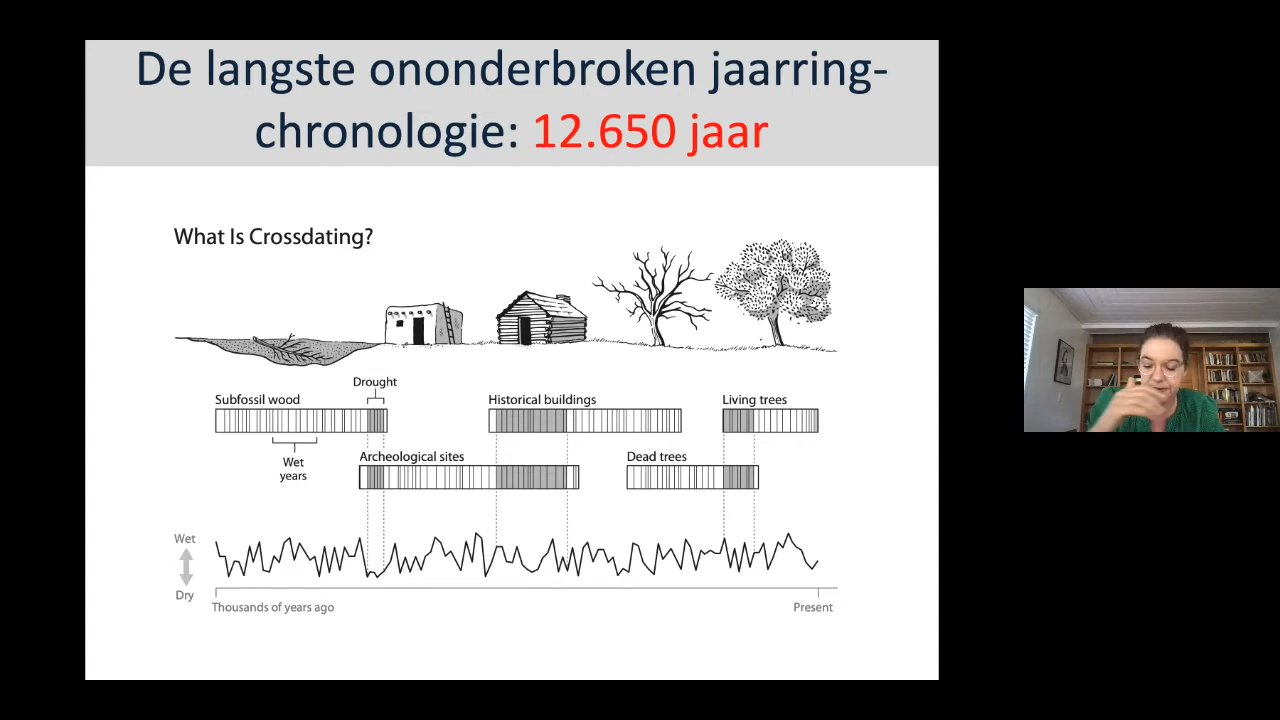 De langste ononderbroken jaarring-
chronologie: 12.650 jaar
What Is Crossdating?
Drought
Subfossil wood
Historical buildings
Living trees
Wet
years
Archeological sites
Dead trees
Wet
Dry
Thousands of years ago
Present